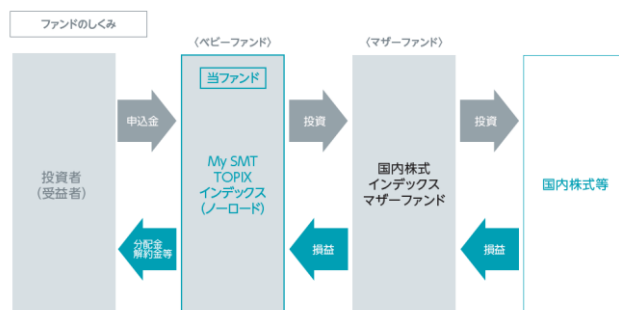 ファンドのしくみ
〈ベビーファンド〉
〈マザーファンド〉
当ファンド
投資者
(受益者)
申込金
分配金
解約金等
My SMT
TOPIX
インデックス
(ノーロード)
投資
損益
国内株式
インデックス
マザーファンド
投資
損益
国内株式等